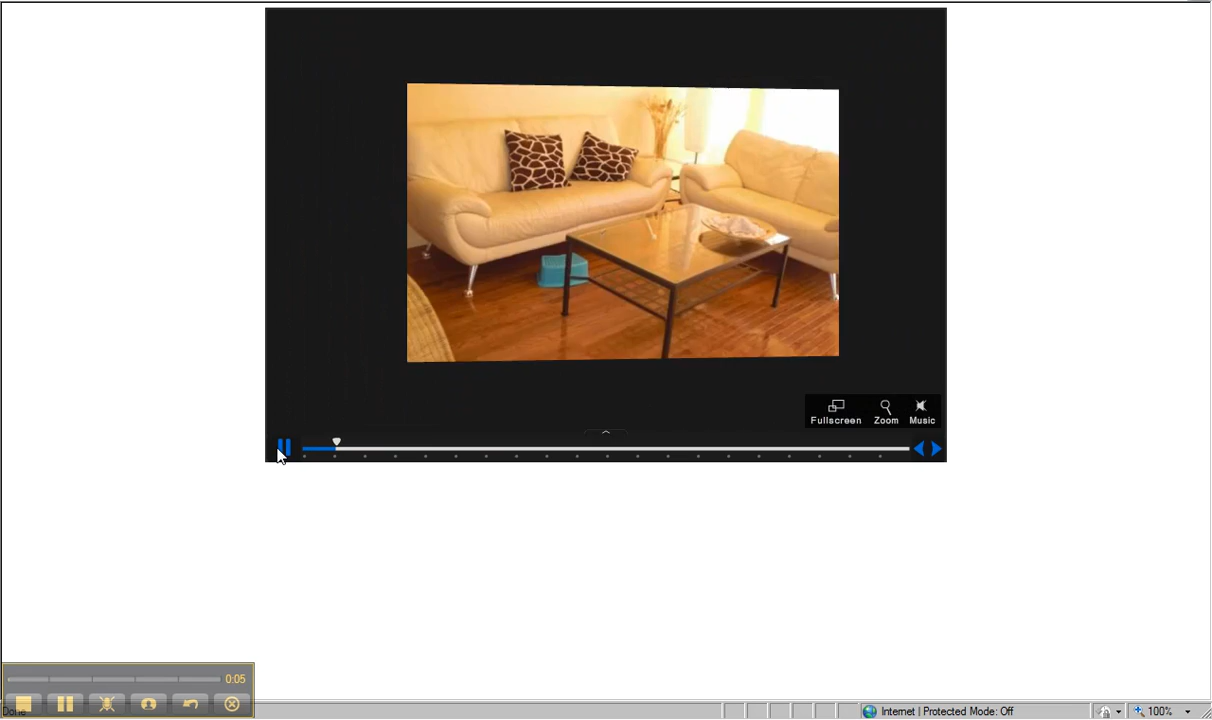 Fullscreen Zoom Music
0:05
Done
Internet | Protected Mode: Off
100%